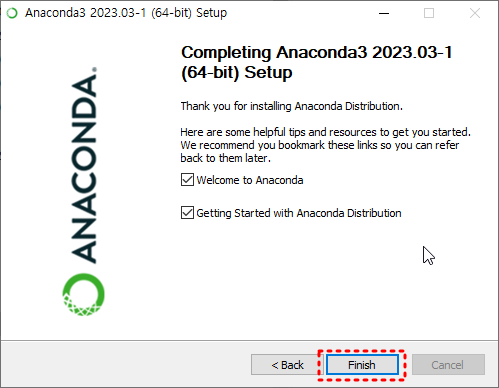 Anaconda3 2023.03-1 (64-bit) Setup
Completing Anaconda3 2023.03-1
(64-bit) Setup
Thank you for installing Anaconda Distribution.
Here are some helpful tips and resources to get you started.
We recommend you bookmark these links so you can refer
back to them later.
Welcome to Anaconda
Getting Started with Anaconda Distribution
ANACONDA.
< Back
Finish
Cancel